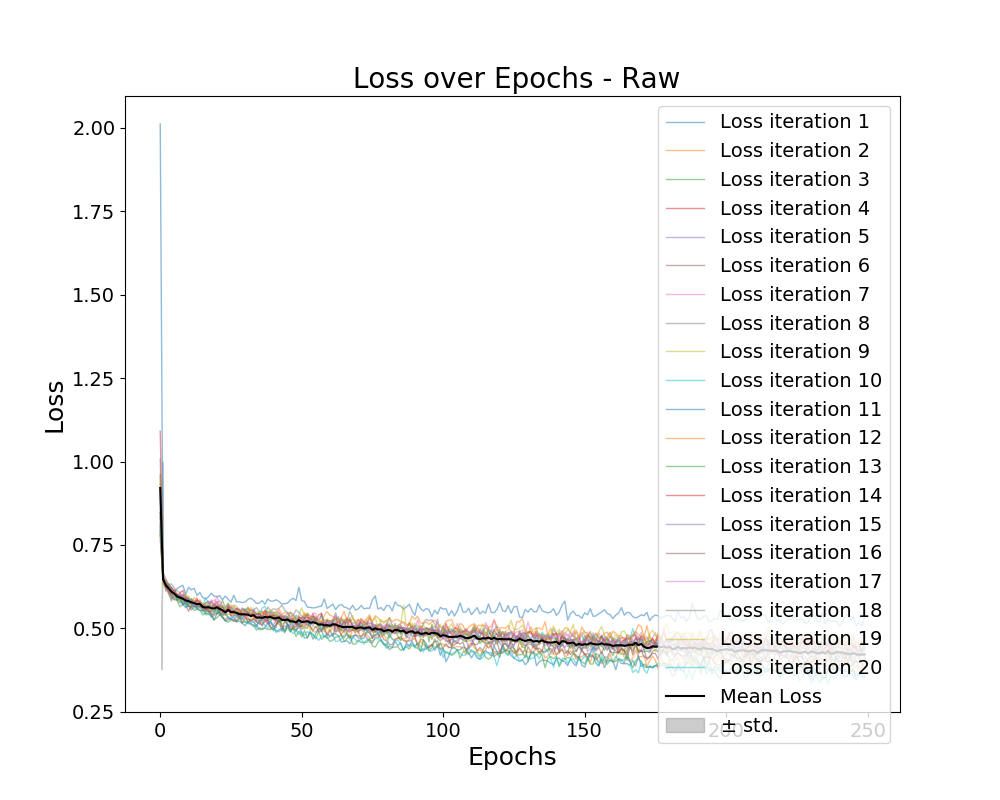 Loss over Epochs - Raw
Loss
2.00
1.75
1.50
1.25
1.00
0.75
0.50
0.25
Loss iteration 1
Loss iteration 2
Loss iteration 3
Loss iteration 4
Loss iteration 5
Loss iteration 6
Loss iteration 7
Loss iteration 8
Loss iteration 9
Loss iteration 10
Loss iteration 11
Loss iteration 12
Loss iteration 13
Loss iteration 14
Loss iteration 15
Loss iteration 16
Loss iteration 17
Loss iteration 18
Loss iteration 19
Loss iteration 20
Mean Loss
± std.
0 50 100 150 200 250
Epochs